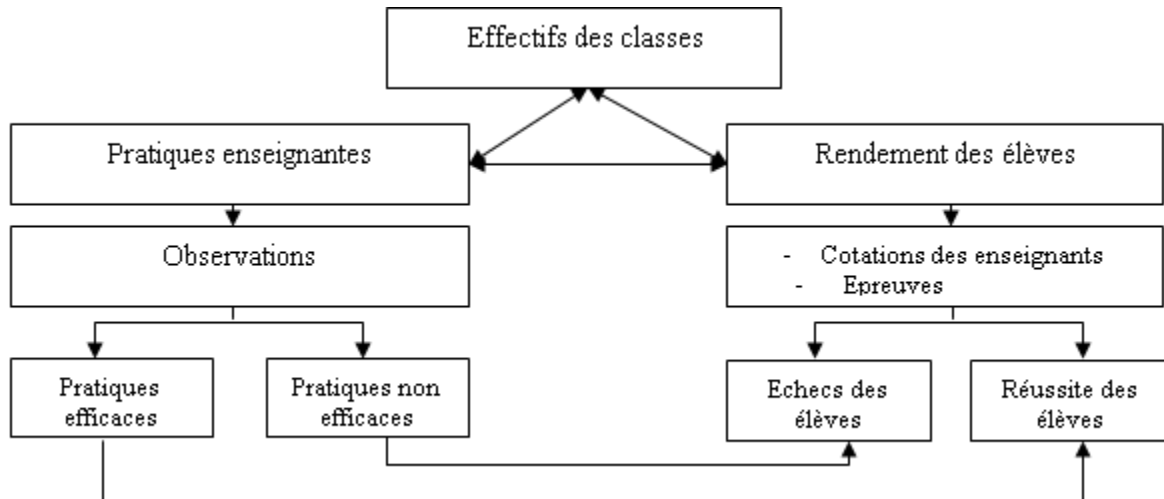 Effectifs des classes
Pratiques enseignantes
Rendement des élèves
Observations
- Cotations des enseignants
- Epreuves
Pratiques
efficaces
Pratiques non
efficaces
Echecs des
élèves
Réussite des
élèves